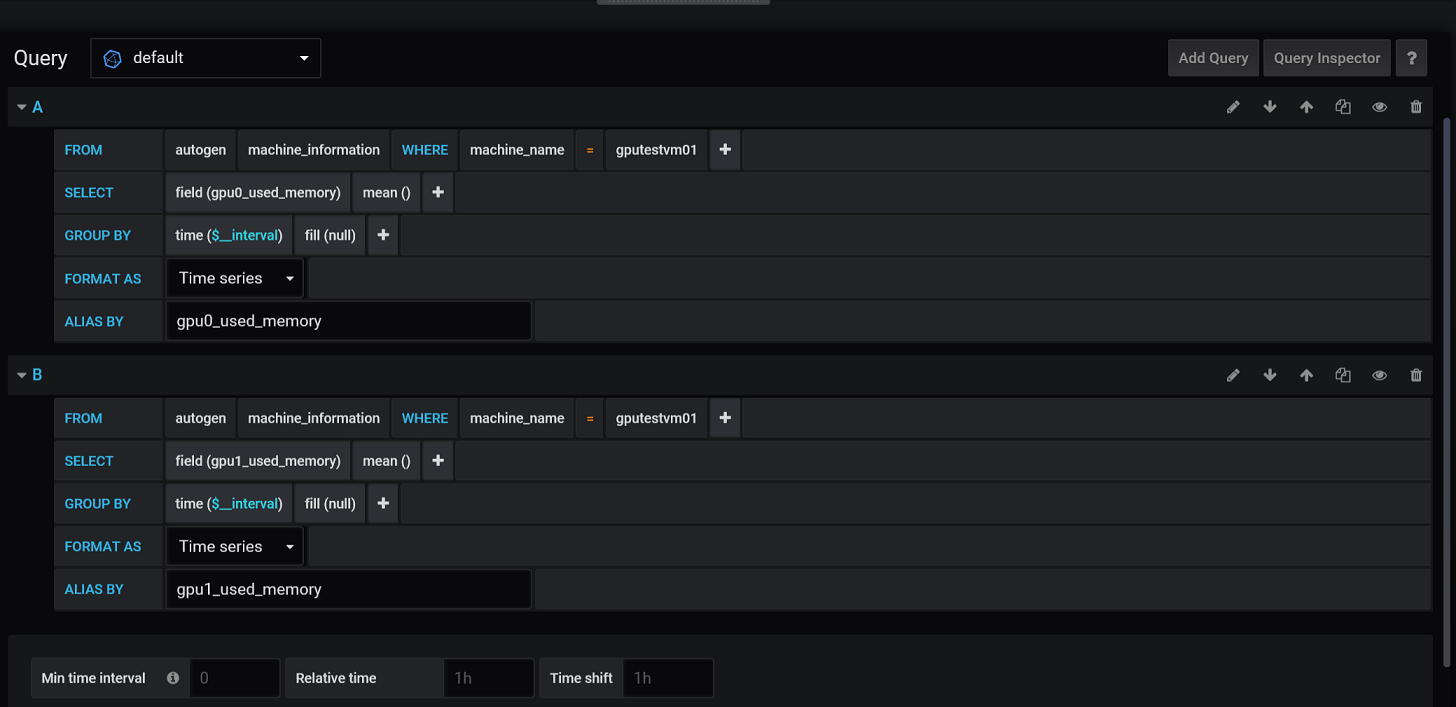 Query default Add Query Query Inspector ?
A
FROM autogen machine_information WHERE machine_name = gputestvm01 +
SELECT field (gpu0_used_memory) mean () +
GROUP BY time ($__interval) fill (null) +
FORMAT AS Time series
ALIAS BY gpu0_used_memory
B
FROM autogen machine_information WHERE machine_name = gputestvm01 +
SELECT field (gpu1_used_memory) mean () +
GROUP BY time ($__interval) fill (null) +
FORMAT AS Time series
ALIAS BY gpu1_used_memory
Min time interval 0 Relative time 1h Time shift 1h